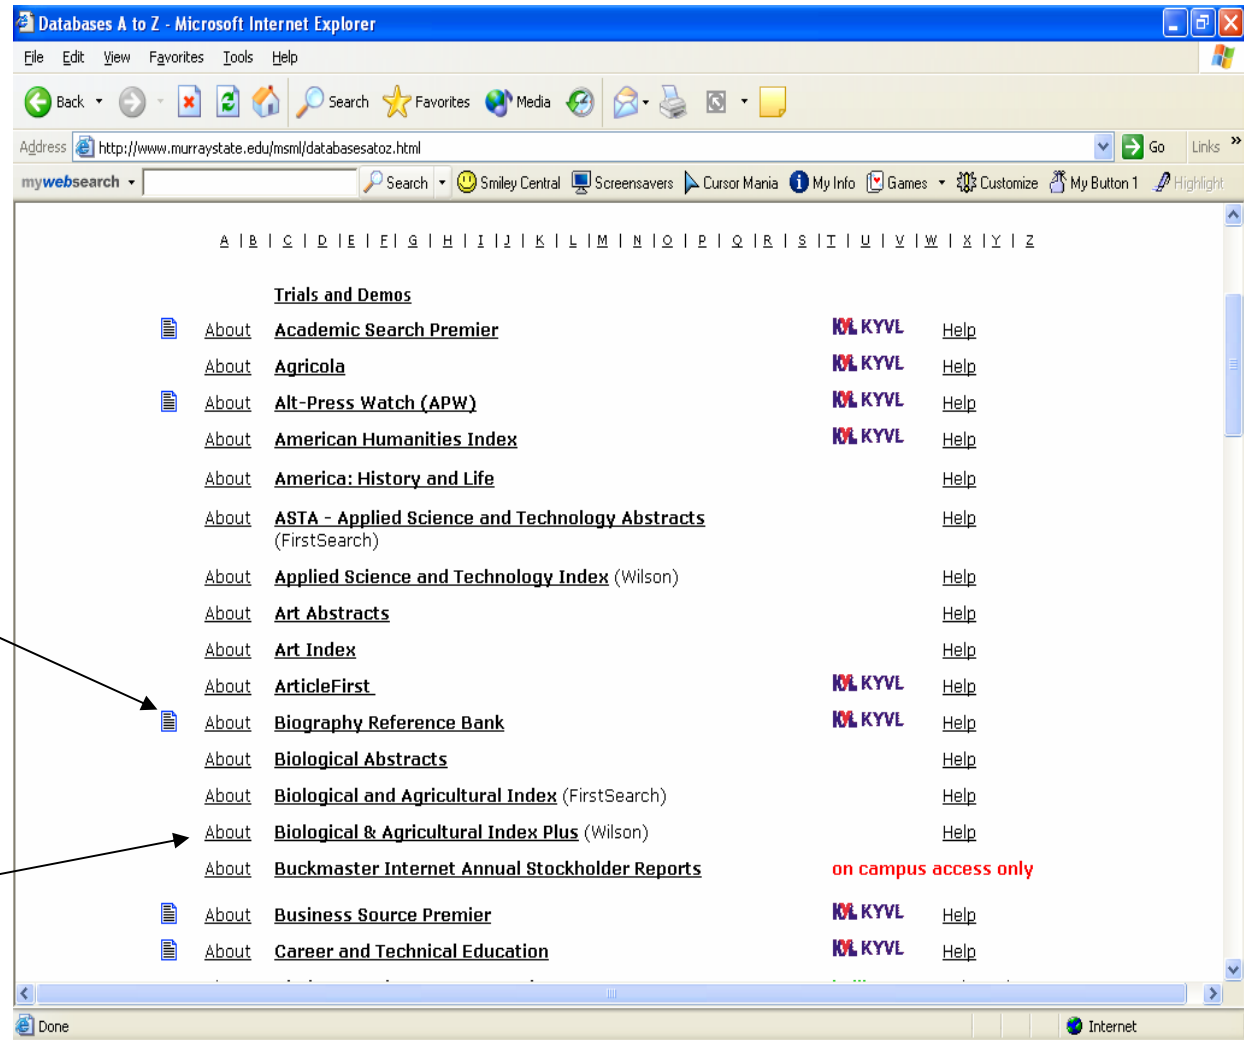 Databases A to Z - Microsoft Internet Explorer
File Edit View Favorites Tools Help
Back Search Favorites Media
Address http://www.murraystate.edu/msml/databasesatoz.html Go Links »
mywebsearch Search Smiley Central Screensavers Cursor Mania My Info Games Customize My Button 1 Highlight
A | B | C | D | E | F | G | H | I | J | K | L | M | N | O | P | Q | R | S | T | U | V | W | X | Y | Z
Trials and Demos
About Academic Search Premier KYVL Help
About Agricola KYVL Help
About Alt-Press Watch (APW) KYVL Help
About American Humanities Index KYVL Help
About America: History and Life Help
About ASTA - Applied Science and Technology Abstracts Help
(FirstSearch)
About Applied Science and Technology Index (Wilson) Help
About Art Abstracts Help
About Art Index Help
About ArticleFirst KYVL Help
About Biography Reference Bank KYVL Help
About Biological Abstracts Help
About Biological and Agricultural Index (FirstSearch) Help
About Biological & Agricultural Index Plus (Wilson) Help
About Buckmaster Internet Annual Stockholder Reports on campus access only
About Business Source Premier KYVL Help
About Career and Technical Education KYVL Help
Done Internet